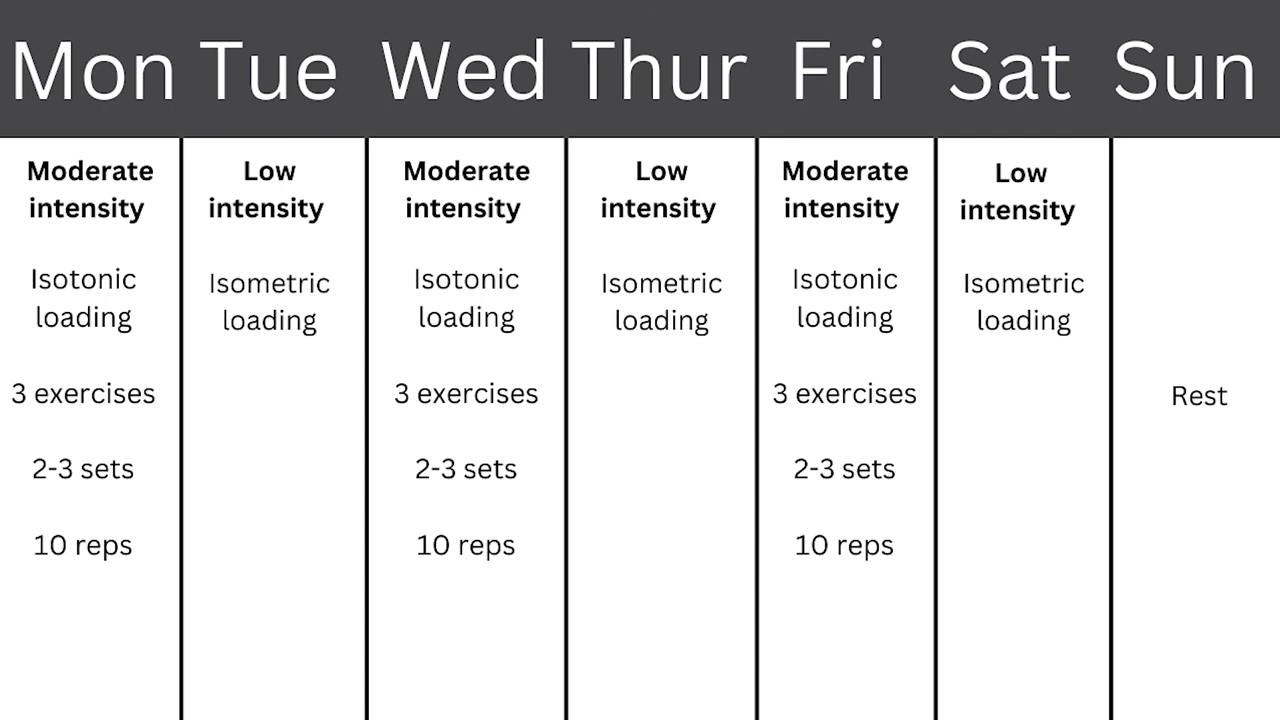 Mon Tue Wed Thur Fri Sat Sun
Moderate
intensity
Isotonic
loading
3 exercises
2-3 sets
10 reps
Low
intensity
Isometric
loading
Moderate
intensity
Isotonic
loading
3 exercises
2-3 sets
10 reps
Low
intensity
Isometric
loading
Moderate
intensity
Isotonic
loading
3 exercises
2-3 sets
10 reps
Low
intensity
Isometric
loading
Rest